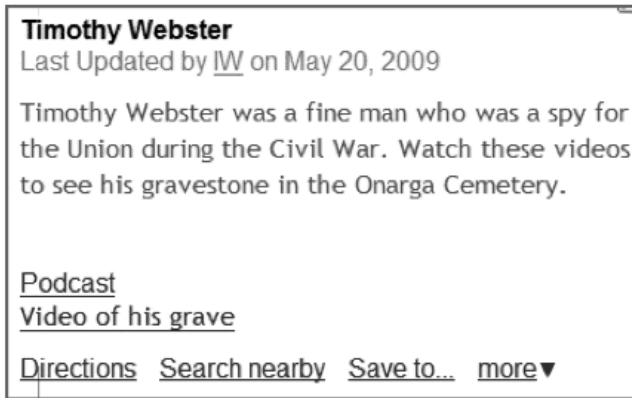 Timothy Webster
Last Updated by IW on May 20, 2009
Timothy Webster was a fine man who was a spy for
the Union during the Civil War. Watch these videos
to see his gravestone in the Onarga Cemetery.
Podcast
Video of his grave
Directions Search nearby Save to... more▼